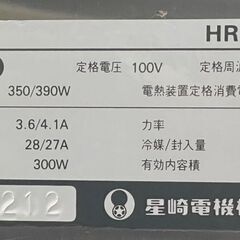 HR
定格電圧 100V 定格周
350/390W 電熱装置定格消費電
3.6/4.1A 力率
28/27A 冷媒/封入量
300W 有効内容積
212 星崎電機株